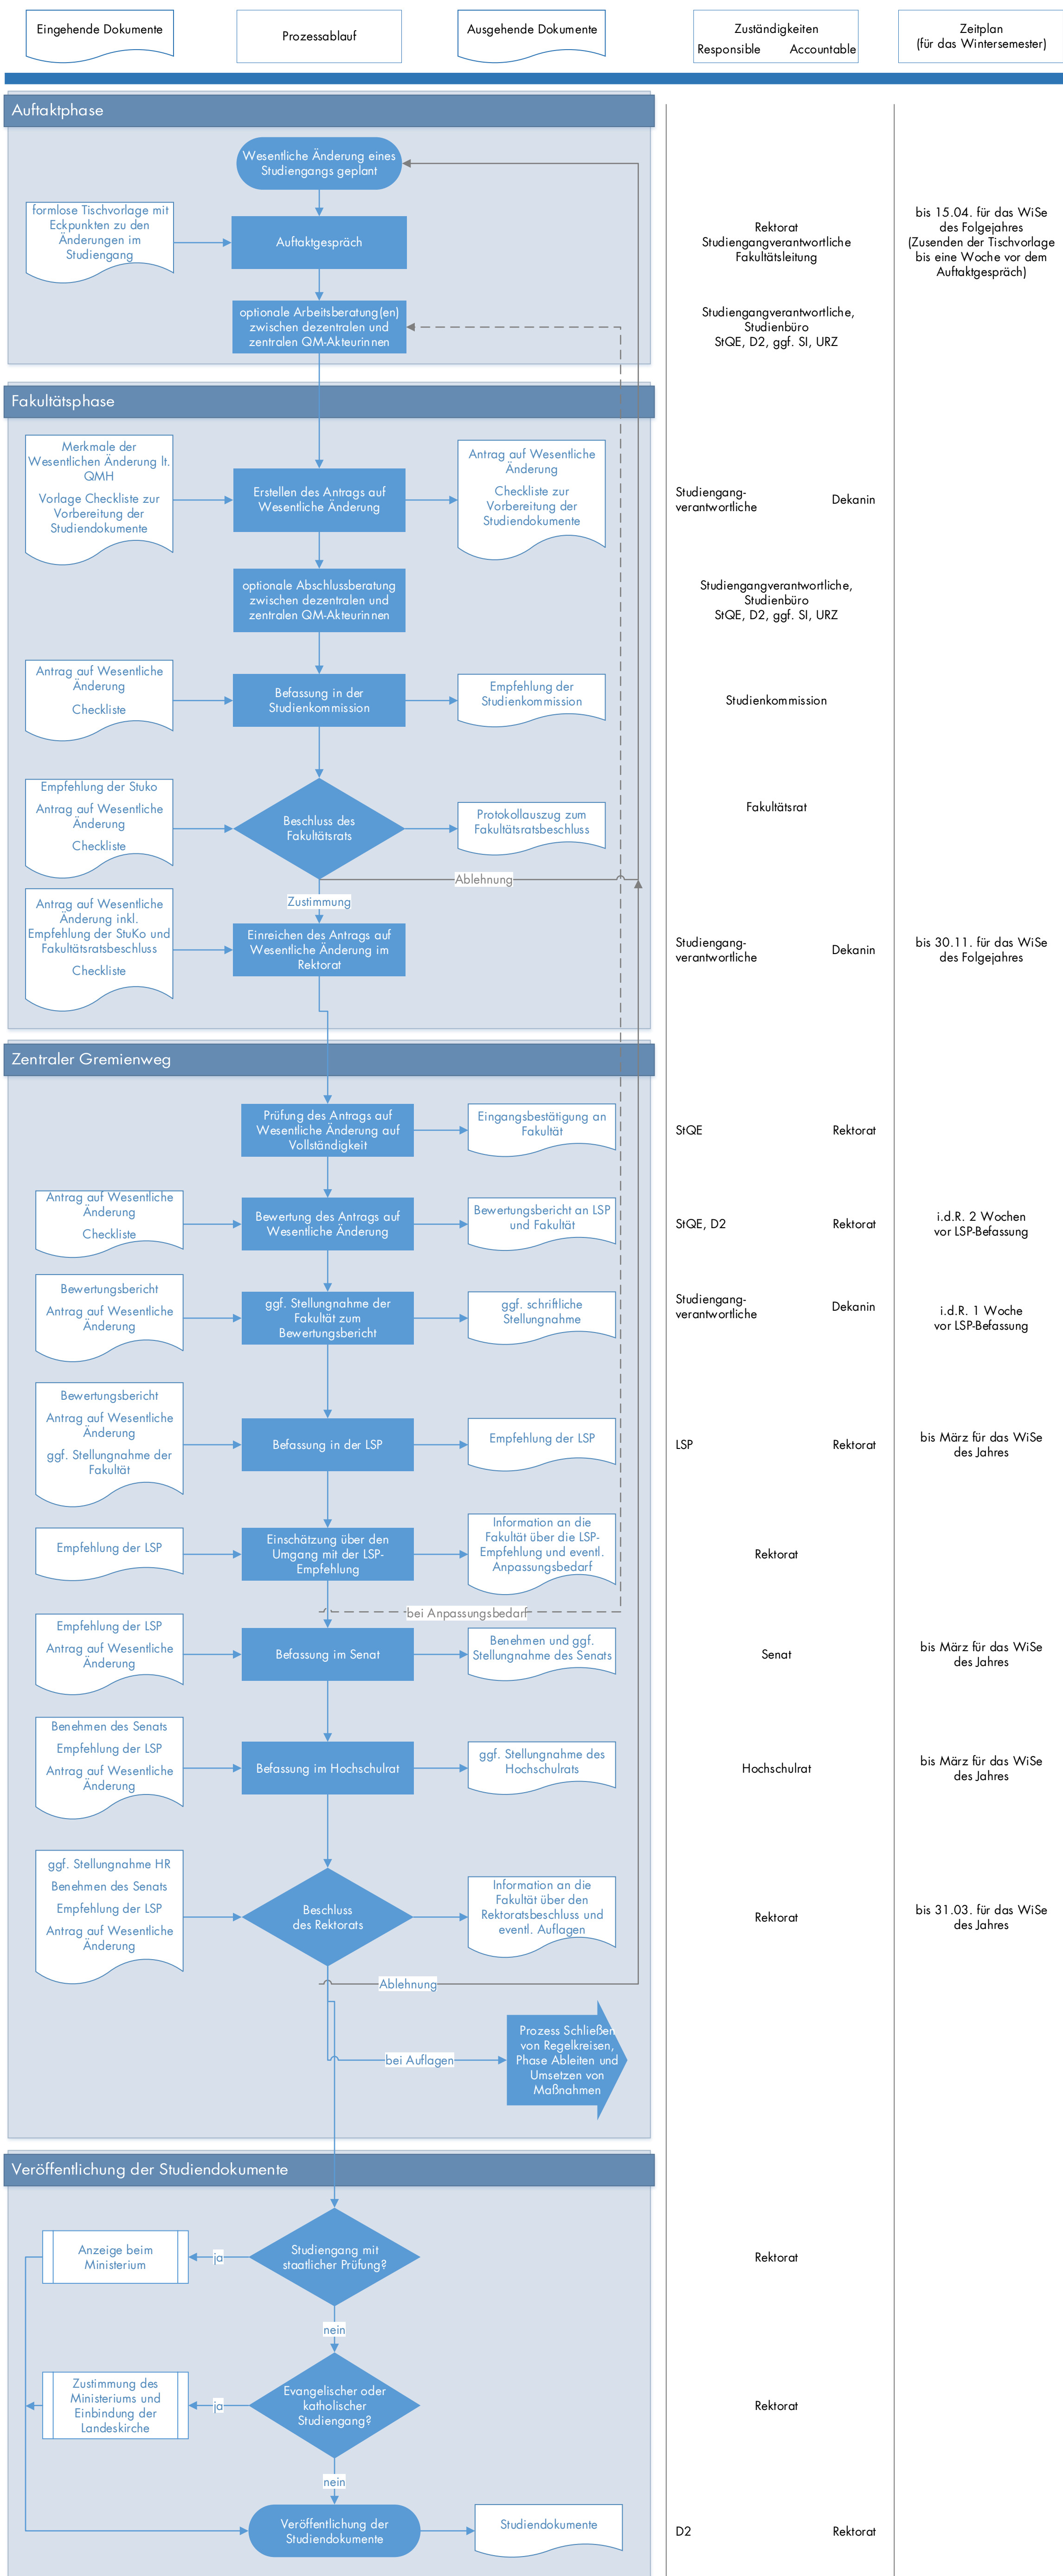 Eingehende Dokumente
Prozessablauf
Ausgehende Dokumente
Zuständigkeiten
Responsible Accountable
Zeitplan
(für das Wintersemester)
Auftaktphase
Wesentliche Änderung eines
Studiengangs geplant
formlose Tischvorlage mit
Eckpunkten zu den
Änderungen im
Studiengang
Auftaktgespräch
Rektorat
Studiengangverantwortliche
Fakultätsleitung
bis 15.04. für das WiSe
des Folgejahres
(Zusenden der Tischvorlage
bis eine Woche vor dem
Auftaktgespräch)
optionale Arbeitsberatung(en)
zwischen dezentralen und
zentralen QM-Akteurinnen
Studiengangverantwortliche,
Studienbüro
StQE, D2, ggf. SI, URZ
Fakultätsphase
Merkmale der
Wesentlichen Änderung lt.
QMH
Vorlage Checkliste zur
Vorbereitung der
Studiendokumente
Erstellen des Antrags auf
Wesentliche Änderung
Antrag auf Wesentliche
Änderung
Checkliste zur
Vorbereitung der
Studiendokumente
Studiengang-
verantwortliche
Dekanin
optionale Abschlussberatung
zwischen dezentralen und
zentralen QM-Akteurinnen
Studiengangverantwortliche,
Studienbüro
StQE, D2, ggf. SI, URZ
Antrag auf Wesentliche
Änderung
Checkliste
Befassung in der
Studienkommission
Empfehlung der
Studienkommission
Studienkommission
Empfehlung der Stuko
Antrag auf Wesentliche
Änderung
Checkliste
Beschluss des
Fakultätsrats
Protokollauszug zum
Fakultätsratsbeschluss
Fakultätsrat
Ablehnung
Zustimmung
Antrag auf Wesentliche
Änderung inkl.
Empfehlung der StuKo und
Fakultätsratsbeschluss
Checkliste
Einreichen des Antrags auf
Wesentliche Änderung im
Rektorat
Studiengang-
verantwortliche
Dekanin
bis 30.11. für das WiSe
des Folgejahres
Zentraler Gremienweg
Prüfung des Antrags auf
Wesentliche Änderung auf
Vollständigkeit
Eingangsbestätigung an
Fakultät
StQE
Rektorat
Antrag auf Wesentliche
Änderung
Checkliste
Bewertung des Antrags auf
Wesentliche Änderung
Bewertungsbericht an LSP
und Fakultät
StQE, D2
Rektorat
i.d.R. 2 Wochen
vor LSP-Befassung
Bewertungsbericht
Antrag auf Wesentliche
Änderung
ggf. Stellungnahme der
Fakultät zum
Bewertungsbericht
ggf. schriftliche
Stellungnahme
Studiengang-
verantwortliche
Dekanin
i.d.R. 1 Woche
vor LSP-Befassung
Bewertungsbericht
Antrag auf Wesentliche
Änderung
ggf. Stellungnahme der
Fakultät
Befassung in der LSP
Empfehlung der LSP
LSP
Rektorat
bis März für das WiSe
des Jahres
Empfehlung der LSP
Einschätzung über den
Umgang mit der LSP-
Empfehlung
Information an die
Fakultät über die LSP-
Empfehlung und eventl.
Anpassungsbedarf
Rektorat
bei Anpassungsbedarf
Empfehlung der LSP
Antrag auf Wesentliche
Änderung
Befassung im Senat
Benehmen und ggf.
Stellungnahme des Senats
Senat
bis März für das WiSe
des Jahres
Benehmen des Senats
Empfehlung der LSP
Antrag auf Wesentliche
Änderung
Befassung im Hochschulrat
ggf. Stellungnahme des
Hochschulrats
Hochschulrat
bis März für das WiSe
des Jahres
ggf. Stellungnahme HR
Benehmen des Senats
Empfehlung der LSP
Antrag auf Wesentliche
Änderung
Beschluss
des Rektorats
Information an die
Fakultät über den
Rektoratsbeschluss und
eventl. Auflagen
Rektorat
bis 31.03. für das WiSe
des Jahres
Ablehnung
bei Auflagen
Prozess Schließen
von Regelkreisen,
Phase Ableiten und
Umsetzen von
Maßnahmen
Veröffentlichung der Studiendokumente
Anzeige beim
Ministerium
ja
Studiengang mit
staatlicher Prüfung?
Rektorat
nein
Zustimmung des
Ministeriums und
Einbindung der
Landeskirche
ja
Evangelischer oder
katholischer
Studiengang?
Rektorat
nein
Veröffentlichung der
Studiendokumente
Studiendokumente
D2
Rektorat